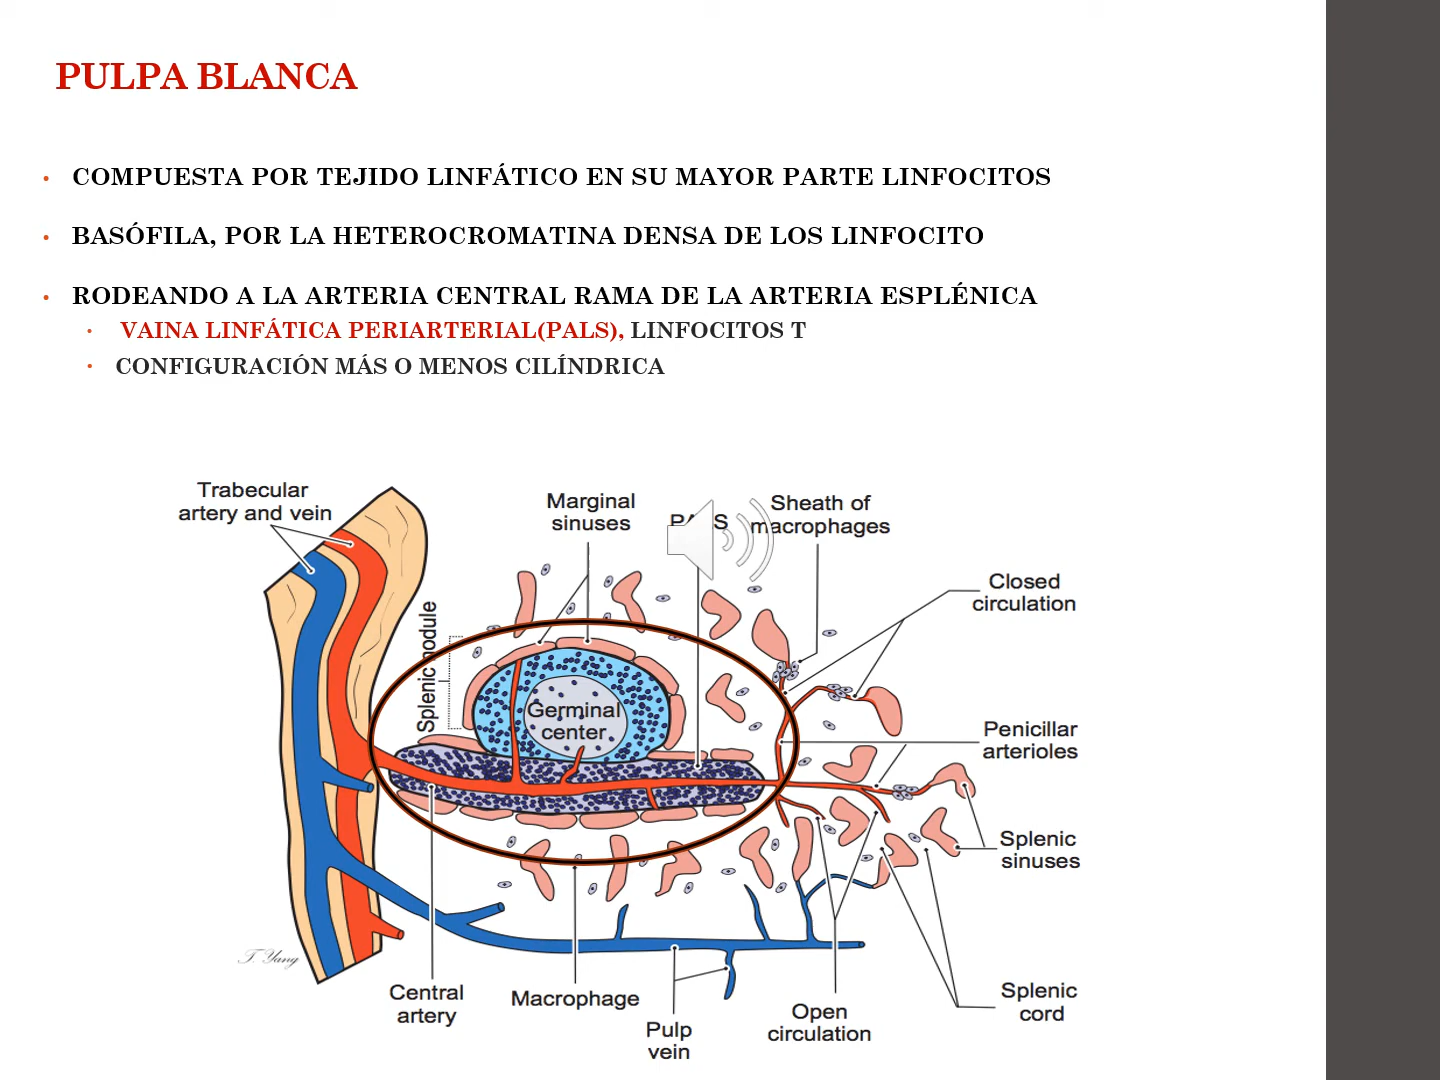 PULPA BLANCA
• COMPUESTA POR TEJIDO LINFÁTICO EN SU MAYOR PARTE LINFOCITOS
• BASÓFILA, POR LA HETEROCROMATINA DENSA DE LOS LINFOCITO
• RODEANDO A LA ARTERIA CENTRAL RAMA DE LA ARTERIA ESPLÉNICA
• VAINA LINFÁTICA PERIARTERIAL(PALS), LINFOCITOS T
• CONFIGURACIÓN MÁS O MENOS CILÍNDRICA
Trabecular
artery and vein
Marginal
sinuses
Sheath of
macrophages
Closed
circulation
Splenic nodule
Germinal
center
Penicillar
arterioles
Splenic
sinuses
T. Yang
Central
artery
Macrophage
Pulp
vein
Open
circulation
Splenic
cord